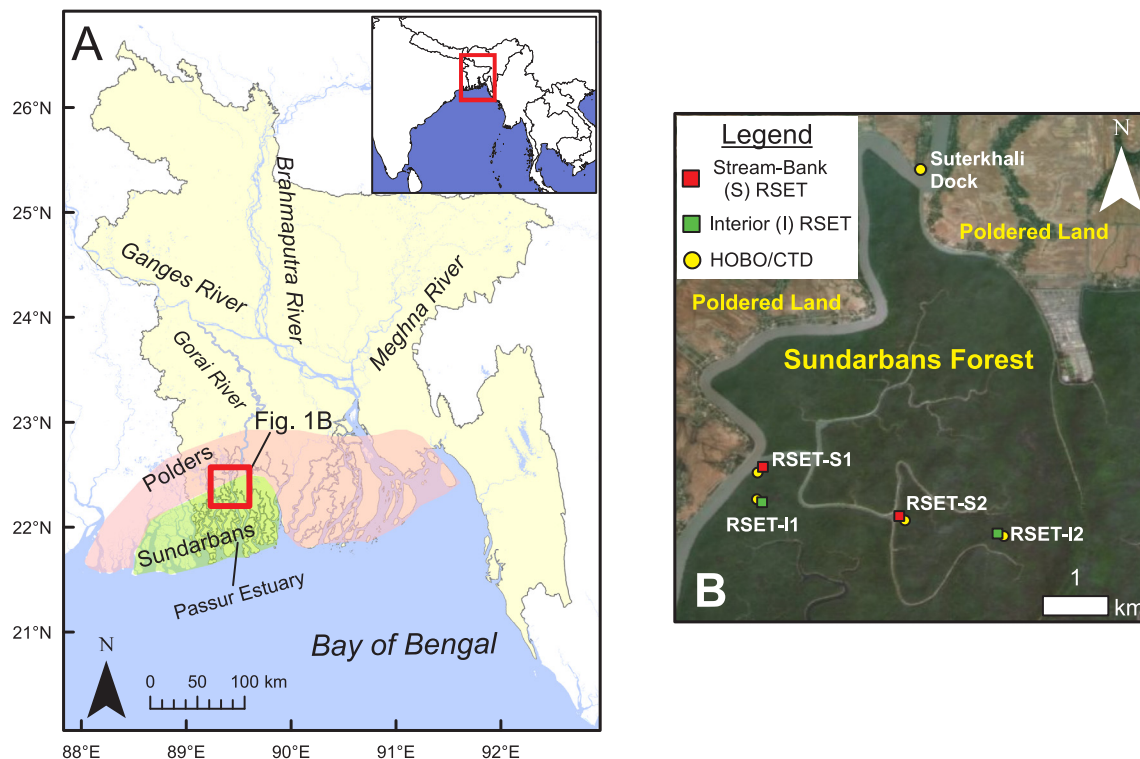 A
26°N
25°N
24°N
23°N
22°N
21°N
88°E
89°E
90°E
91°E
92°E
Brahmaputra River
Ganges River
Meghna River
Gorai River
Fig. 1B
Polders
Sundarbans
Passur Estuary
Bay of Bengal
N
0 50 100 km
Legend
Stream-Bank
(S) RSET
Interior (I) RSET
HOBO/CTD
N
Suterkhali
Dock
Poldered Land
Poldered Land
Sundarbans Forest
RSET-S1
RSET-I1
RSET-S2
RSET-I2
B
1
km